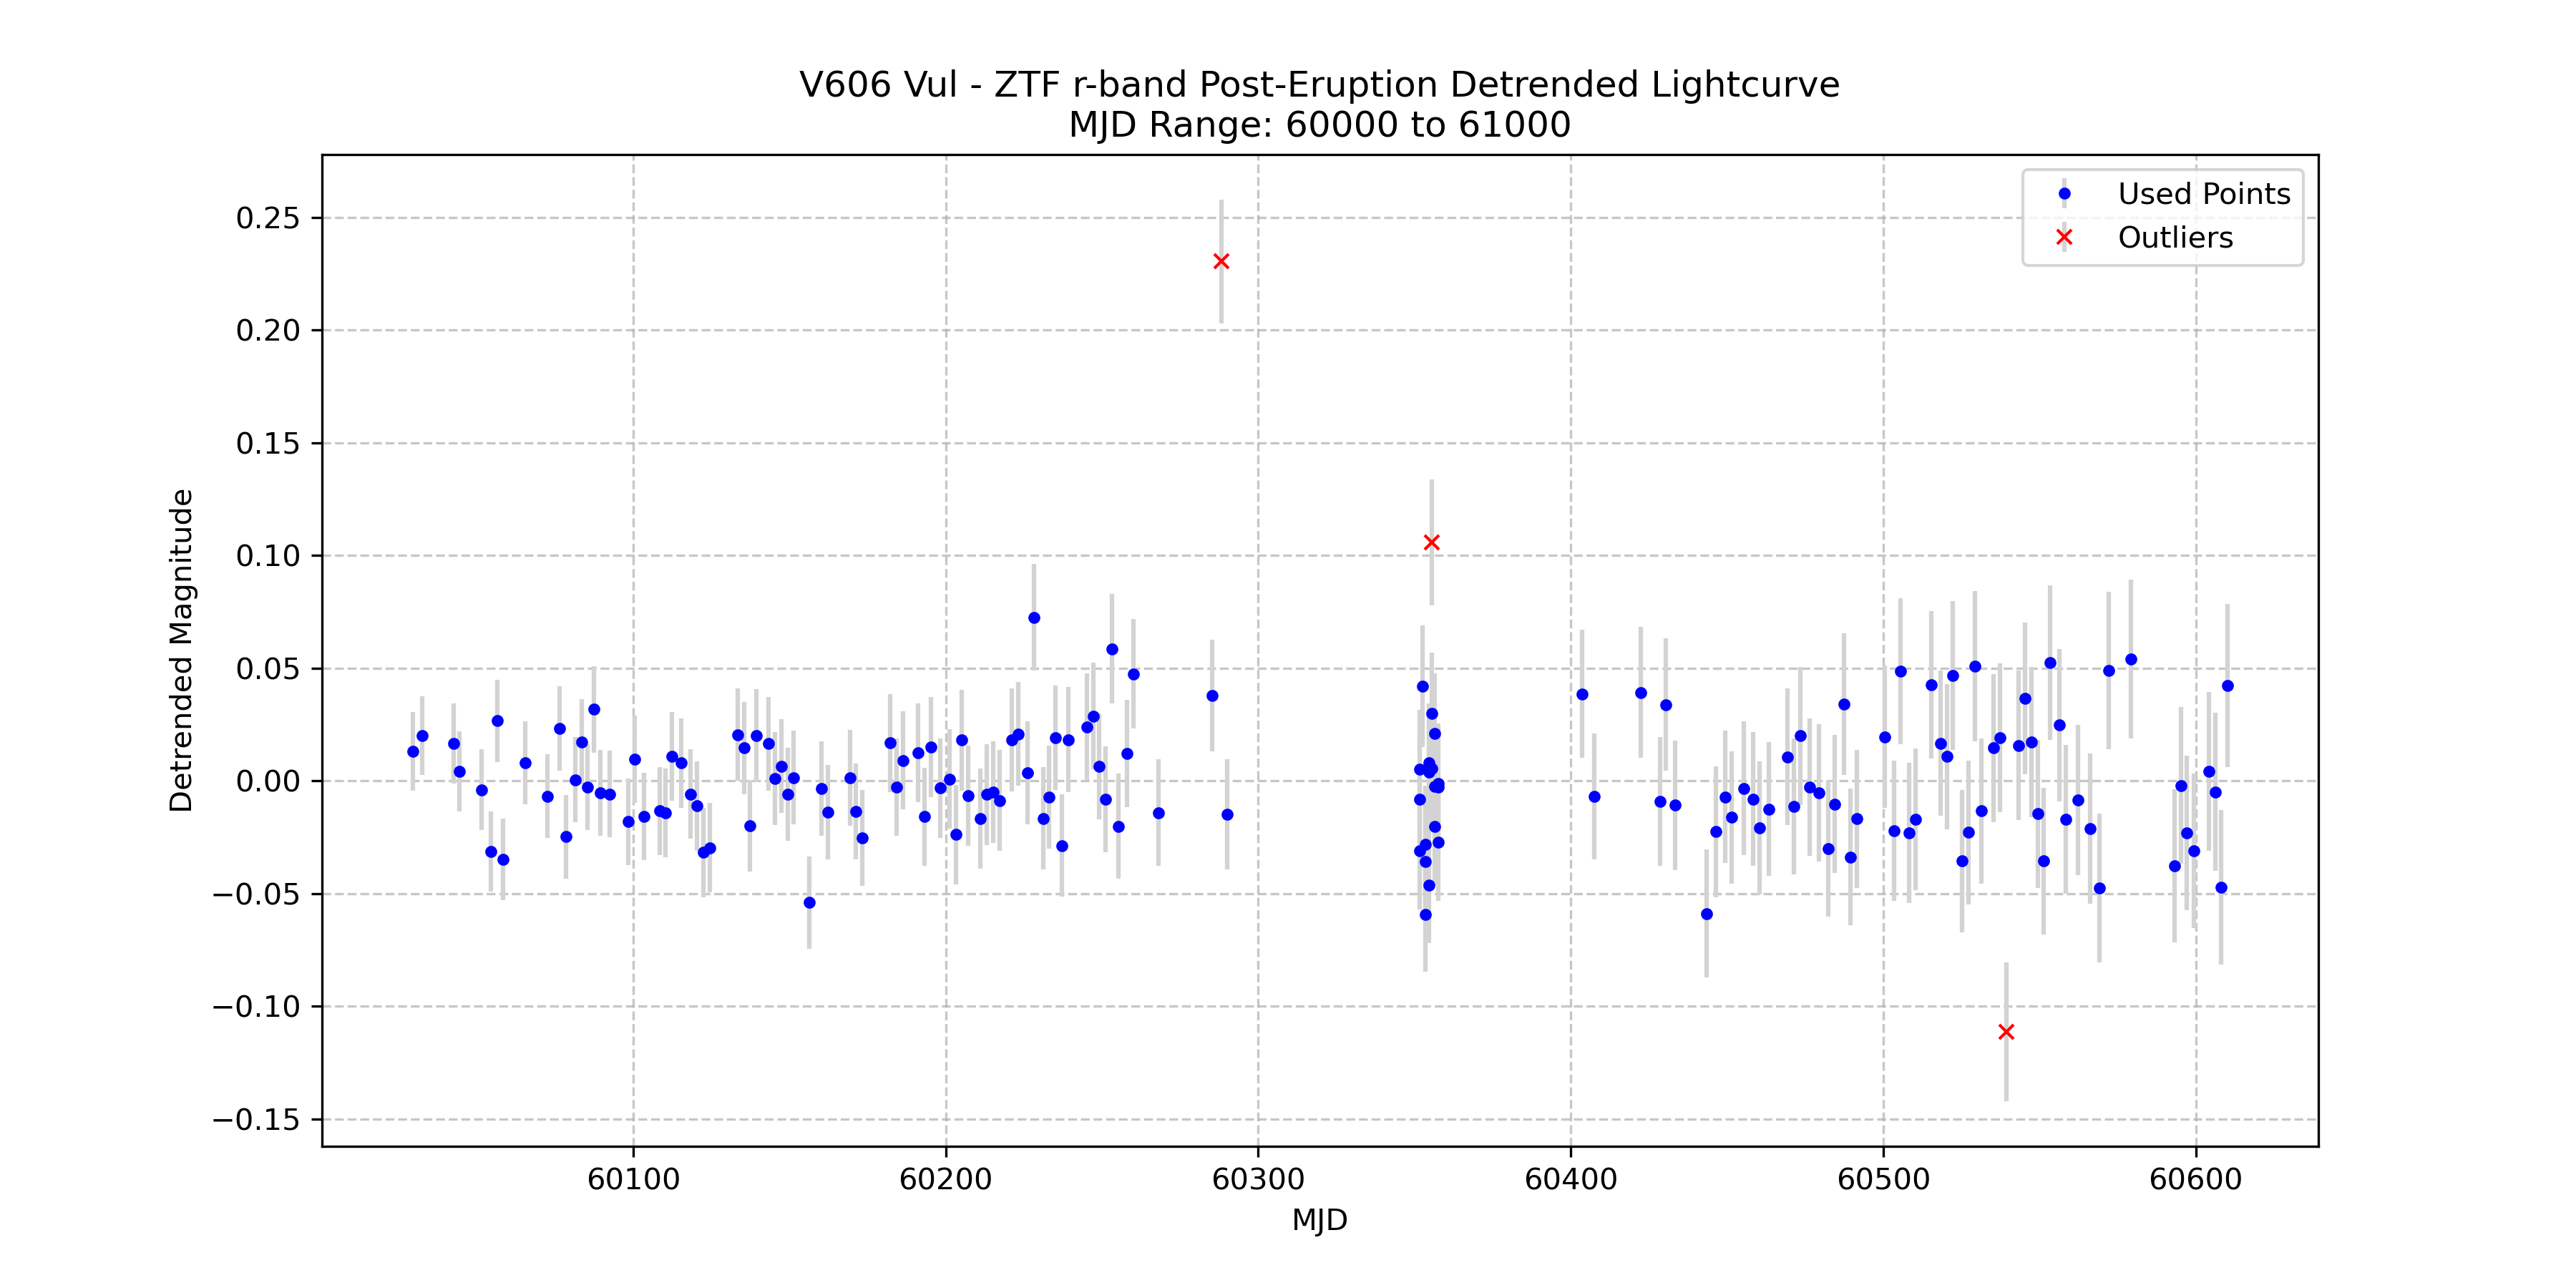 V606 Vul - ZTF r-band Post-Eruption Detrended Lightcurve
MJD Range: 60000 to 61000
Used Points
Outliers
Detrended Magnitude
0.25
0.20
0.15
0.10
0.05
0.00
−0.05
−0.10
−0.15
60100 60200 60300 60400 60500 60600
MJD